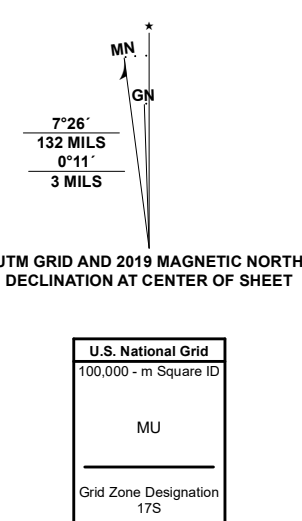 ★
MN
GN
7°26´
132 MILS
0°11´
3 MILS
UTM GRID AND 2019 MAGNETIC NORTH
DECLINATION AT CENTER OF SHEET
U.S. National Grid
100,000 - m Square ID
MU
Grid Zone Designation
17S